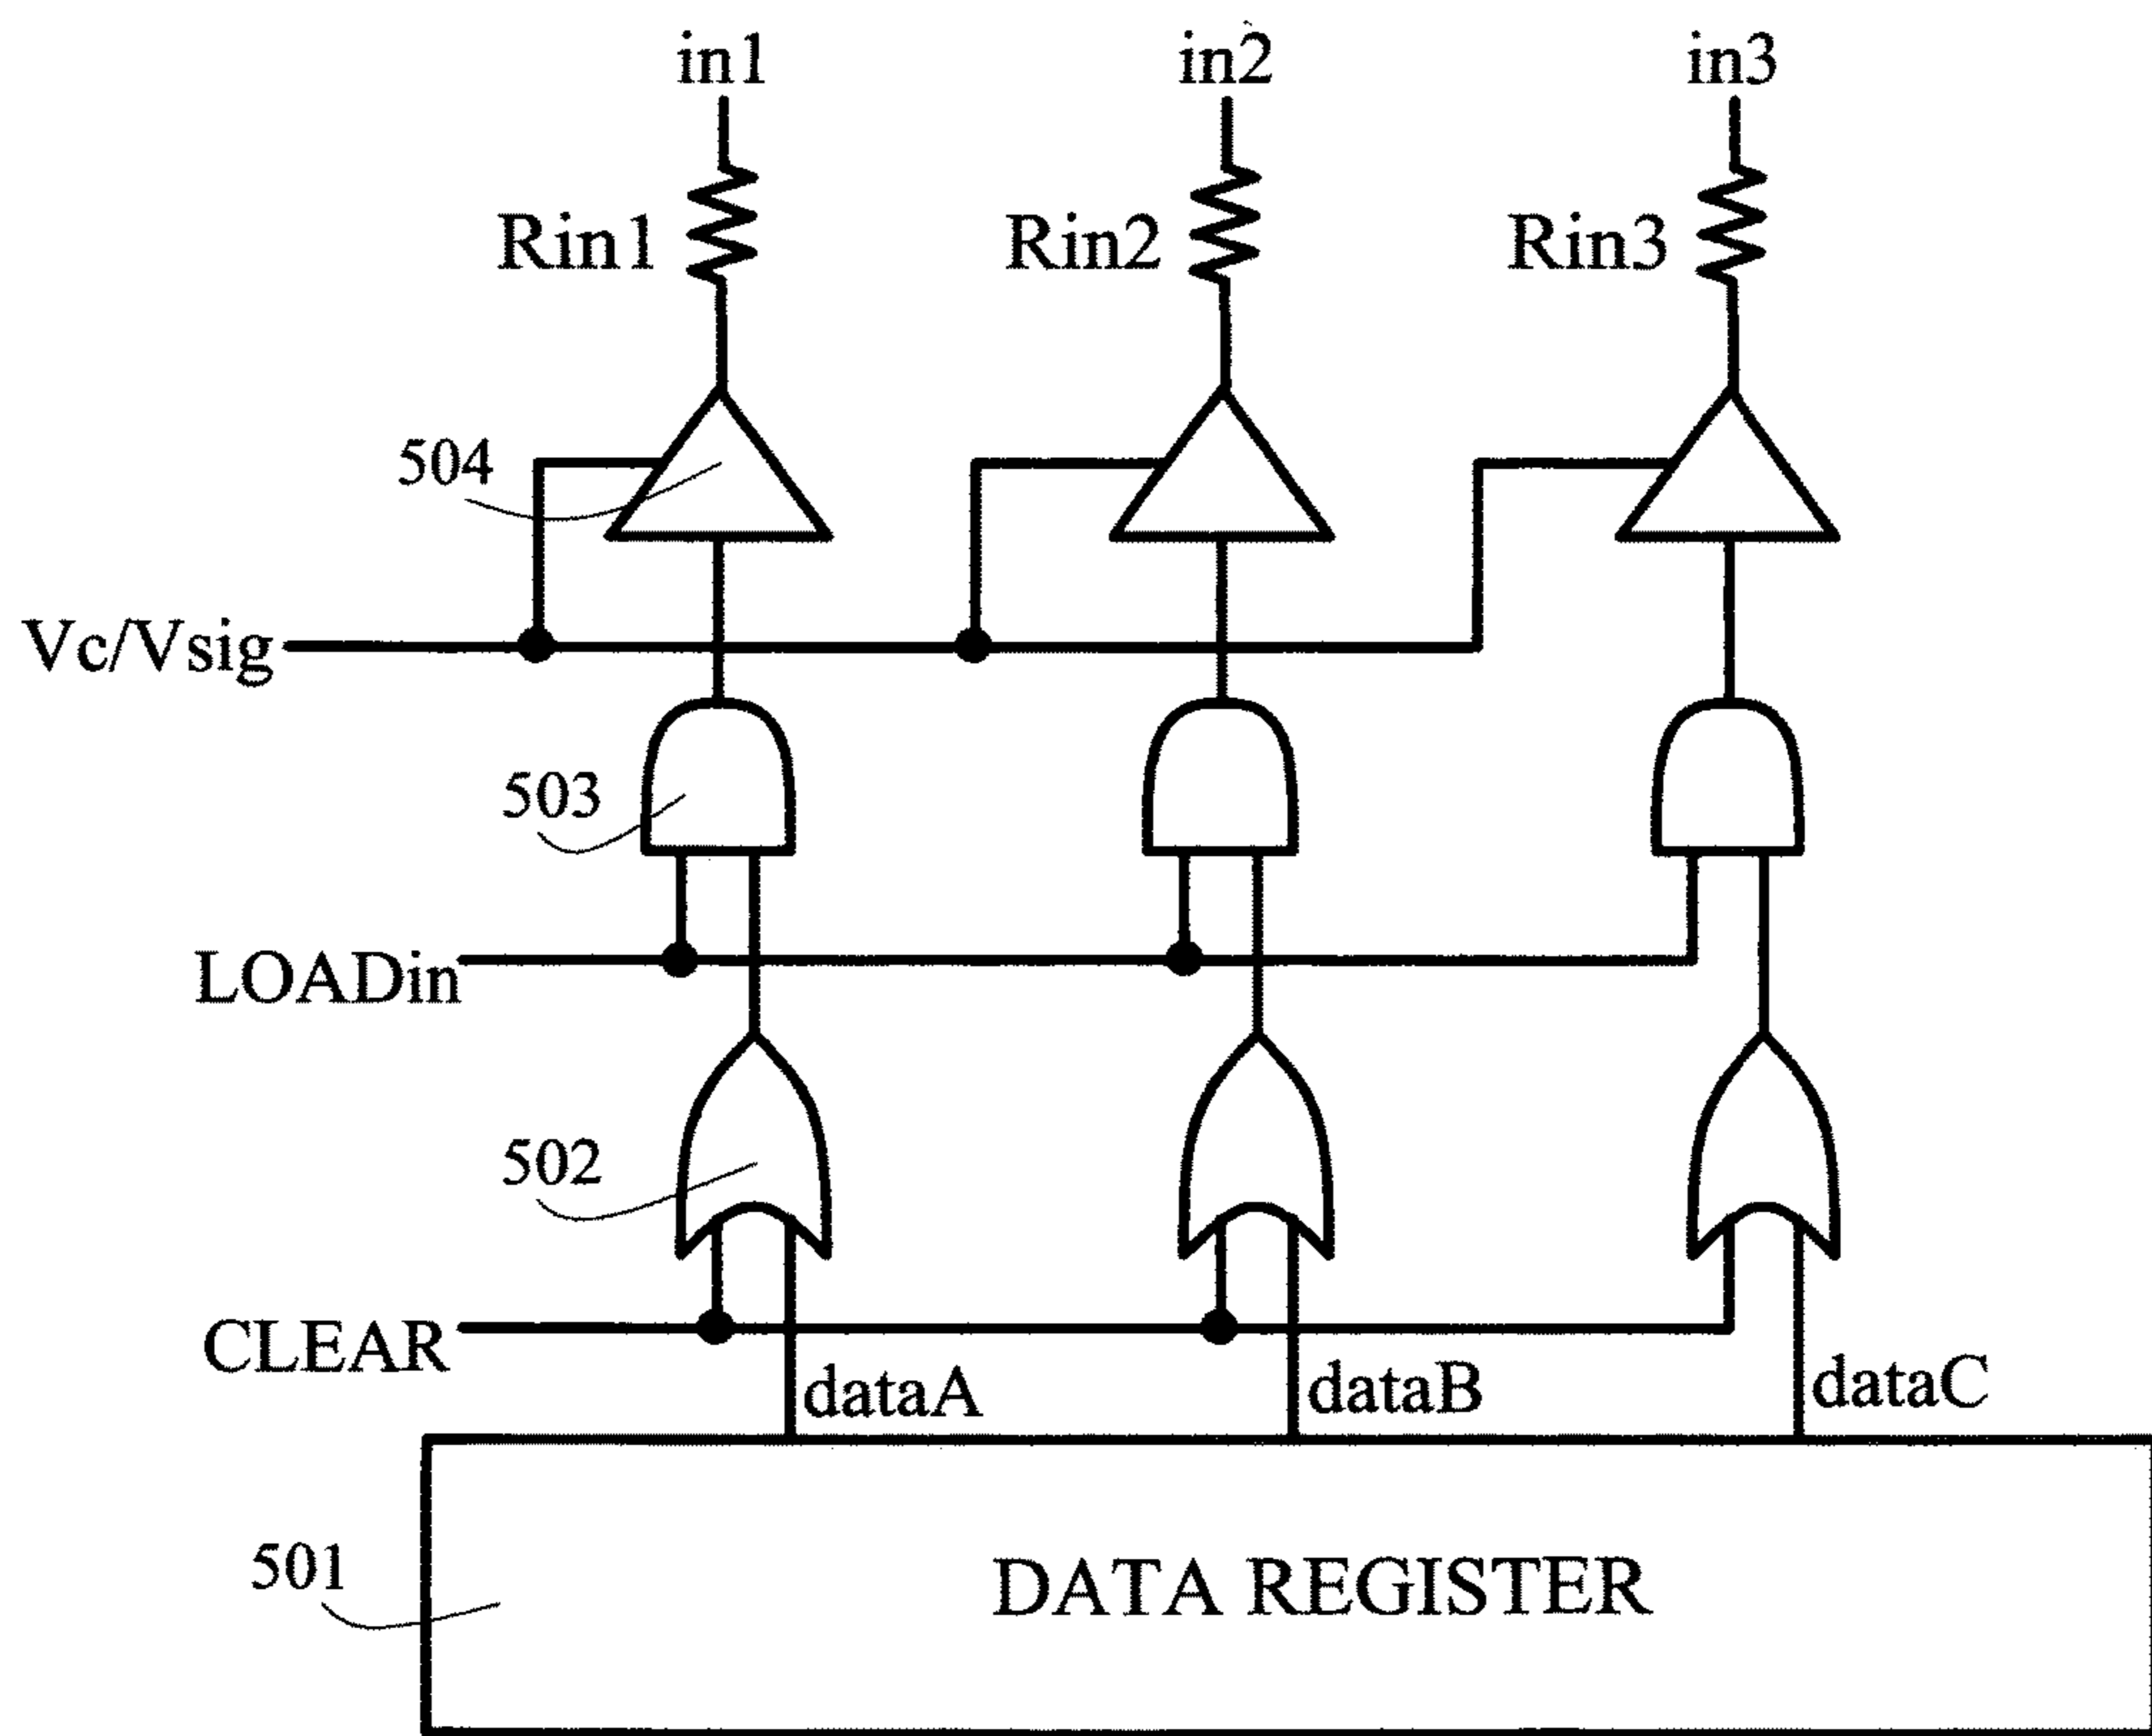 in1 in2 in3
Rin1 Rin2 Rin3
504
Vc/Vsig
503
LOADin
502
CLEAR
dataA dataB dataC
501
DATA REGISTER